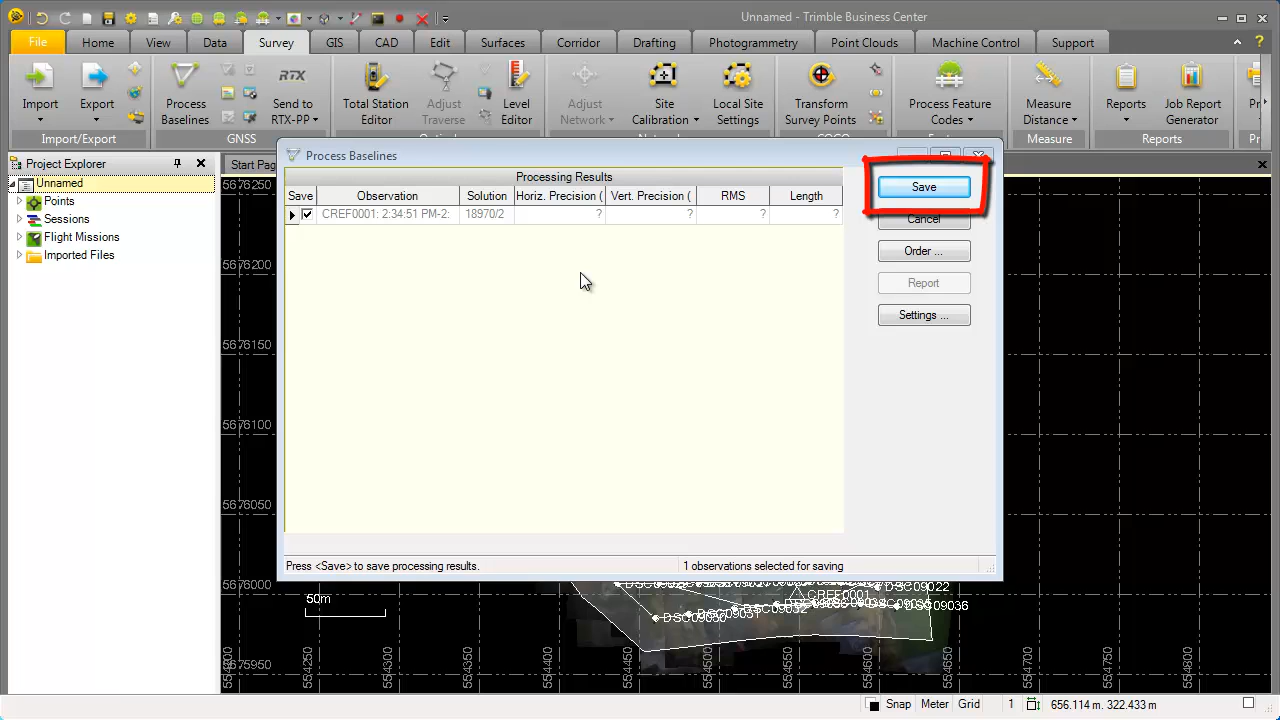 Unnamed - Trimble Business Center
File Home View Data Survey GIS CAD Edit Surfaces Corridor Drafting Photogrammetry Point Clouds Machine Control Support
Import Export Process Baselines RTX Send to RTX-PP Total Station Editor Adjust Traverse Level Editor Adjust Network Site Calibration Local Site Settings Transform Survey Points Process Feature Codes Measure Distance Reports Job Report Generator
Import/Export GNSS Measure Reports
Project Explorer
Start Pag
Unnamed
Points
Sessions
Flight Missions
Imported Files
Process Baselines
Processing Results
Save Observation Solution Horiz. Precision ( Vert. Precision ( RMS Length
CREF0001: 2:34:51 PM-2: 18970/2 ? ? ? ?
Save
Cancel
Order ...
Report
Settings ...
Press <Save> to save processing results. 1 observations selected for saving
5676250
5676200
5676150
5676100
5676050
5676000
5675950
50m
CREF0001
DSC09022
DSC09030
DSC09031
DSC09032
DSC09036
554250
554300
554350
554400
554450
554500
554550
554600
554650
554700
554750
554800
Snap Meter Grid 1 656.114 m. 322.433 m